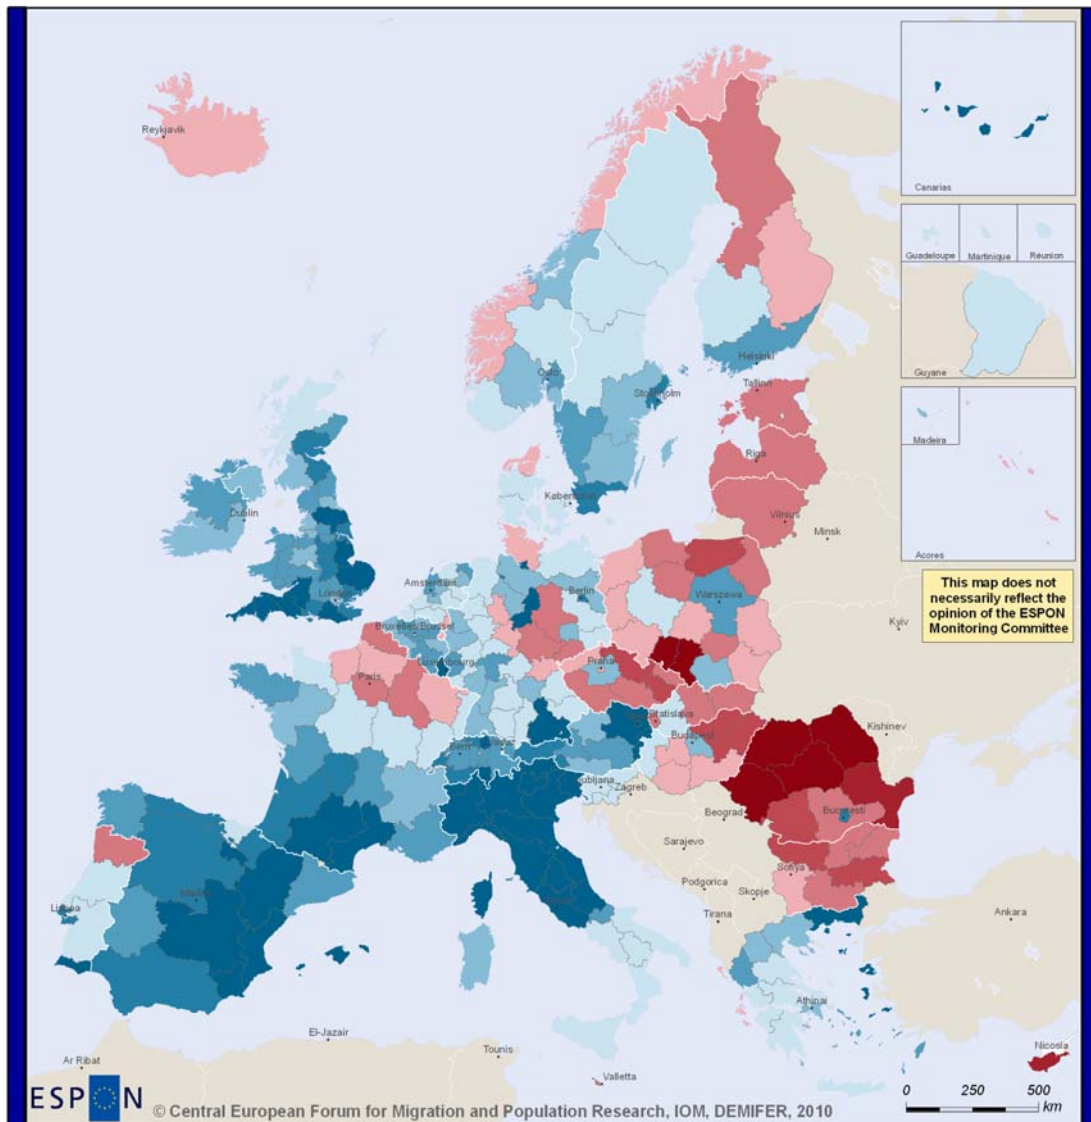 Reykjavik
Canarias
Guadeloupe
Martinique
Réunion
Guyane
Madeira
Acores
This map does not
necessarily reflect the
opinion of the ESPON
Monitoring Committee
Oslo
Stockholm
Helsinki
Tallinn
Riga
Vilnius
Minsk
København
Dublin
London
Amsterdam
Berlin
Warszawa
Kyiv
Bruxelles/Brussel
Luxembourg
Paris
Praha
Bratislava
Budapest
Kishinev
Bern
Vaduz
Ljubljana
Zagreb
Beograd
Bucuresti
Sarajevo
Sofiya
Podgorica
Skopje
Tirana
Ankara
Madrid
Lisboa
Athinai
El-Jazair
Tounis
Ar Ribat
Valletta
Nicosia
0 250 500
km
ESPON
© Central European Forum for Migration and Population Research, IOM, DEMIFER, 2010